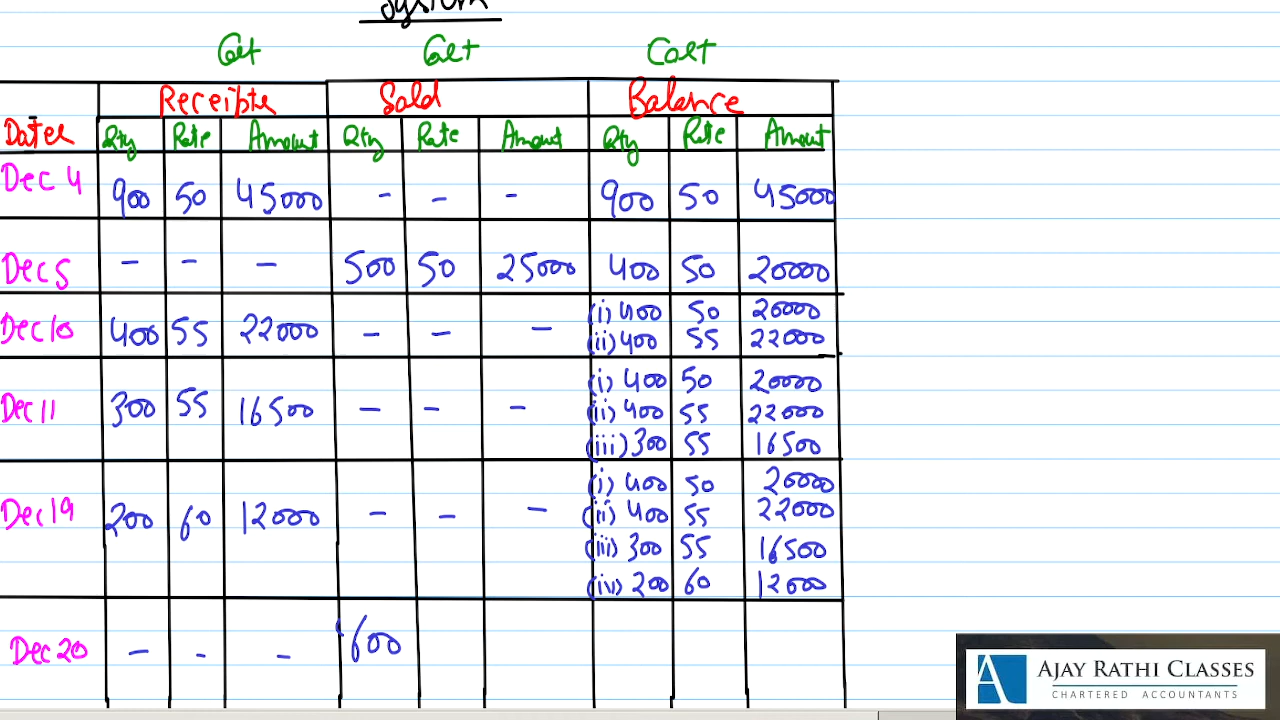 System
Cost Cost Cost
Receipts Sold Balance
Dates Qty Rate Amount Qty Rate Amount Qty Rate Amount
Dec 4 900 50 45000 - - - 900 50 45000
Dec 5 - - - 500 50 25000 400 50 20000
Dec 10 400 55 22000 - - - (i) 400 50 20000
(ii) 400 55 22000
Dec 11 300 55 16500 - - - (i) 400 50 20000
(ii) 400 55 22000
(iii) 300 55 16500
Dec 19 200 60 12000 - - - (i) 400 50 20000
(ii) 400 55 22000
(iii) 300 55 16500
(iv) 200 60 12000
Dec 20 - - - 600
AJAY RATHI CLASSES
CHARTERED ACCOUNTANTS